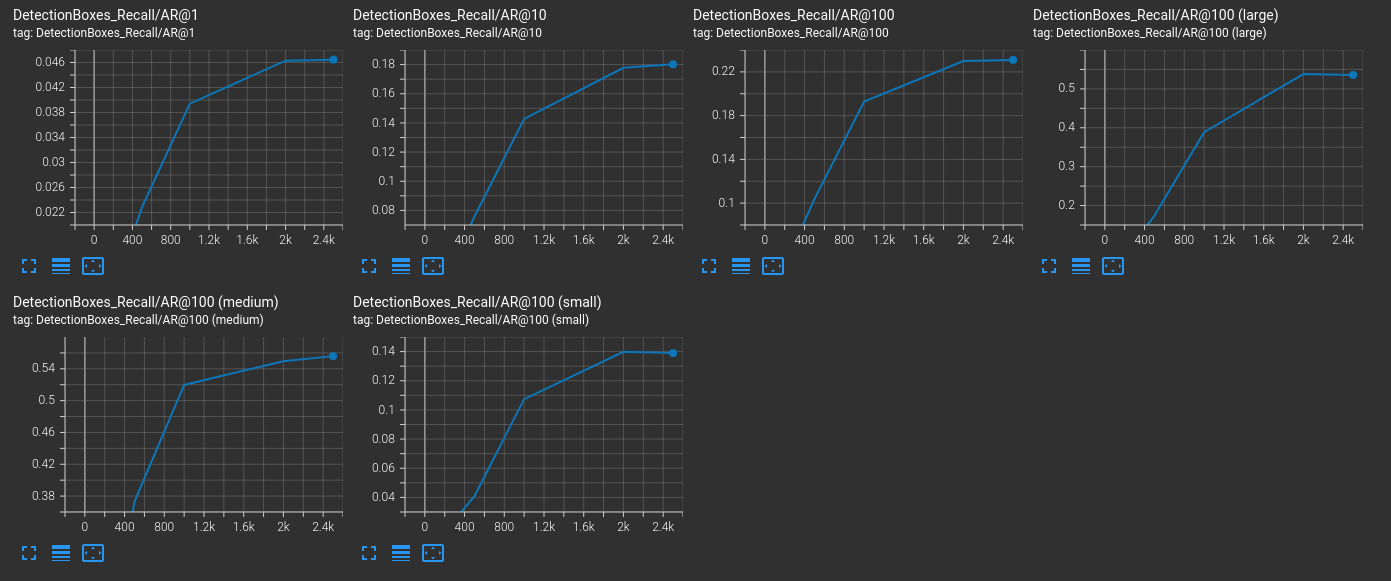 DetectionBoxes_Recall/AR@1
tag: DetectionBoxes_Recall/AR@1
0.046
0.042
0.038
0.034
0.03
0.026
0.022
0 400 800 1.2k 1.6k 2k 2.4k
DetectionBoxes_Recall/AR@10
tag: DetectionBoxes_Recall/AR@10
0.18
0.16
0.14
0.12
0.1
0.08
0 400 800 1.2k 1.6k 2k 2.4k
DetectionBoxes_Recall/AR@100
tag: DetectionBoxes_Recall/AR@100
0.22
0.18
0.14
0.1
0 400 800 1.2k 1.6k 2k 2.4k
DetectionBoxes_Recall/AR@100 (large)
tag: DetectionBoxes_Recall/AR@100 (large)
0.5
0.4
0.3
0.2
0 400 800 1.2k 1.6k 2k 2.4k
DetectionBoxes_Recall/AR@100 (medium)
tag: DetectionBoxes_Recall/AR@100 (medium)
0.54
0.5
0.46
0.42
0.38
0 400 800 1.2k 1.6k 2k 2.4k
DetectionBoxes_Recall/AR@100 (small)
tag: DetectionBoxes_Recall/AR@100 (small)
0.14
0.12
0.1
0.08
0.06
0.04
0 400 800 1.2k 1.6k 2k 2.4k